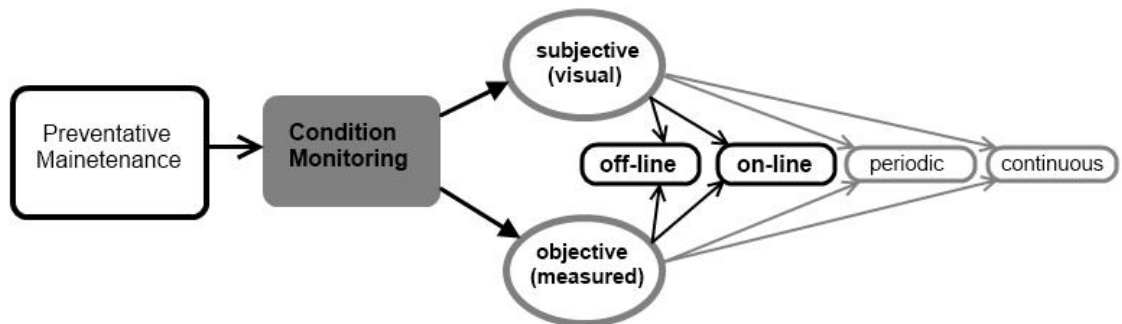 subjective
(visual)
Preventative
Mainetenance
Condition
Monitoring
off-line
on-line
periodic
continuous
objective
(measured)